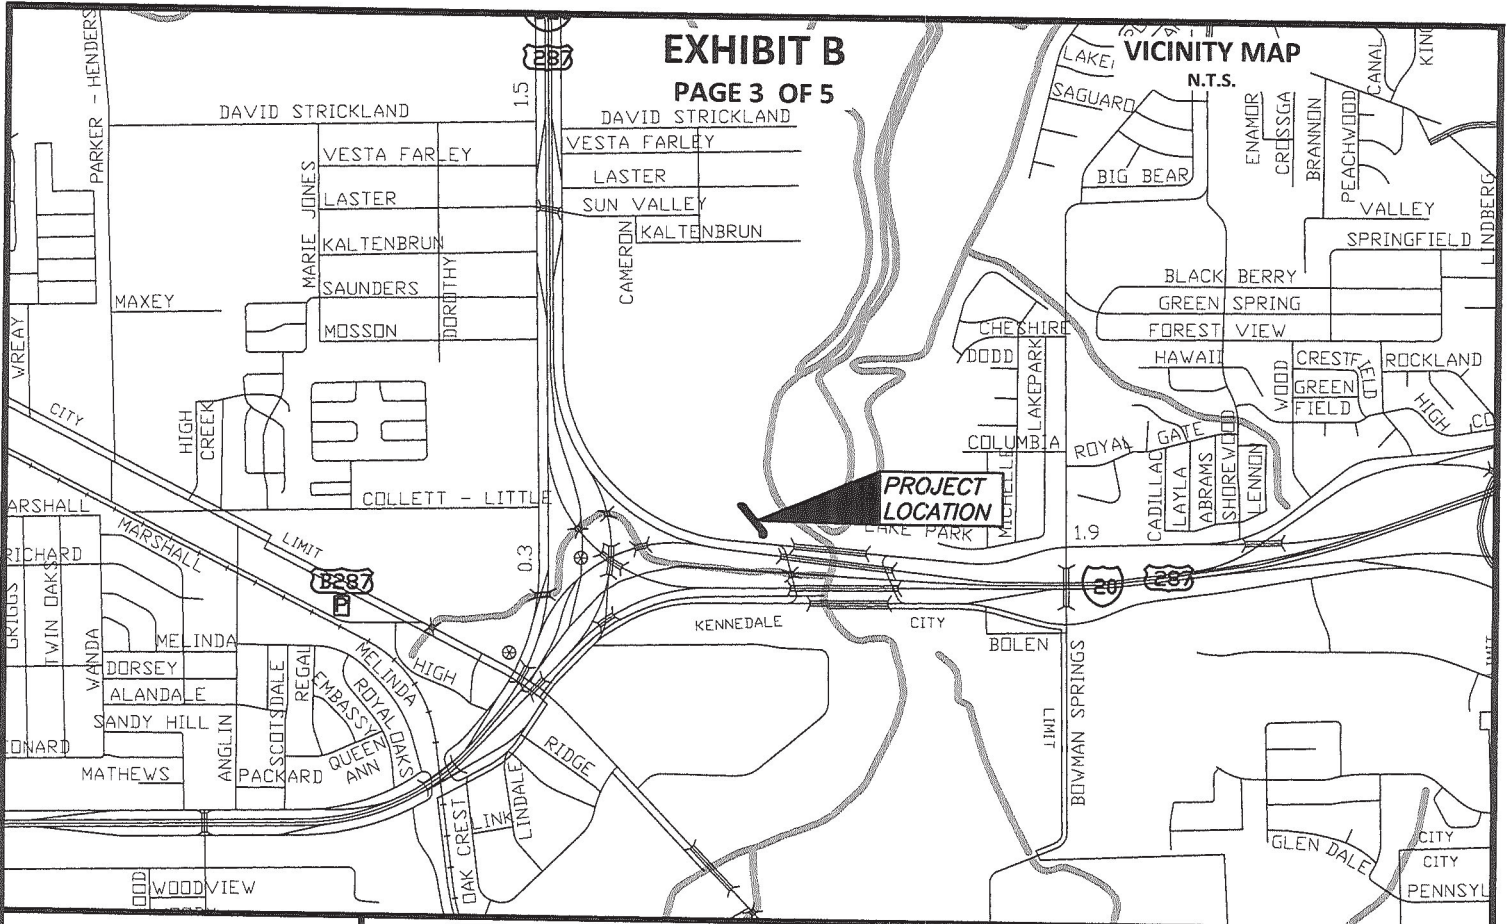 EXHIBIT B
PAGE 3 OF 5
VICINITY MAP
N.T.S.
287
1.5
PARKER - HENDERS
DAVID STRICKLAND
VESTA FARLEY
LASTER
KALTENBRUN
SAUNDERS
MOSSON
MARIE JONES
DOROTHY
DAVID STRICKLAND
VESTA FARLEY
LASTER
SUN VALLEY
KALTENBRUN
CAMERON
MAXEY
WREAY
CITY
HIGH
CREEK
COLLETT - LITTLE
LIMIT
0.3
SAGUARO
BIG BEAR
ENAMOR
CROSSGA
BRANNON
PEACHWOOD
CANAL
KING
LINDBERG
VALLEY
SPRINGFIELD
BLACK BERRY
GREEN SPRING
FOREST VIEW
CHESHIRE
DODD
LAKEPARK
HAWAII
WOOD
CRESTFIELD
GREEN
FIELD
ROCKLAND
HIGH
CO
COLUMBIA
MICHELLE
ROYAL GATE
CADILLAC
LAYLA
ABRAMS
SHOREWOOD
LENNON
PROJECT
LOCATION
LAKE PARK
1.9
20
287
ARSHALL
MARSHALL
RICHARD
GRIGGS
TWIN OAKS
WANDA
B287
P
MELINDA
DORSEY
ALANDALE
SANDY HILL
ONARD
MATHEWS
ANGLIN
SCOTSDALE
REGAL
EMBASSY
ROYAL OAKS
MELINDA
QUEEN
ANN
PACKARD
HIGH
RIDGE
LINDALE
LINK
OAK CREST
KENNEDALE
CITY
BOLEN
LIMIT
BOWMAN SPRINGS
GLEN DALE
CITY
CITY
PENNSYL
WOODVIEW